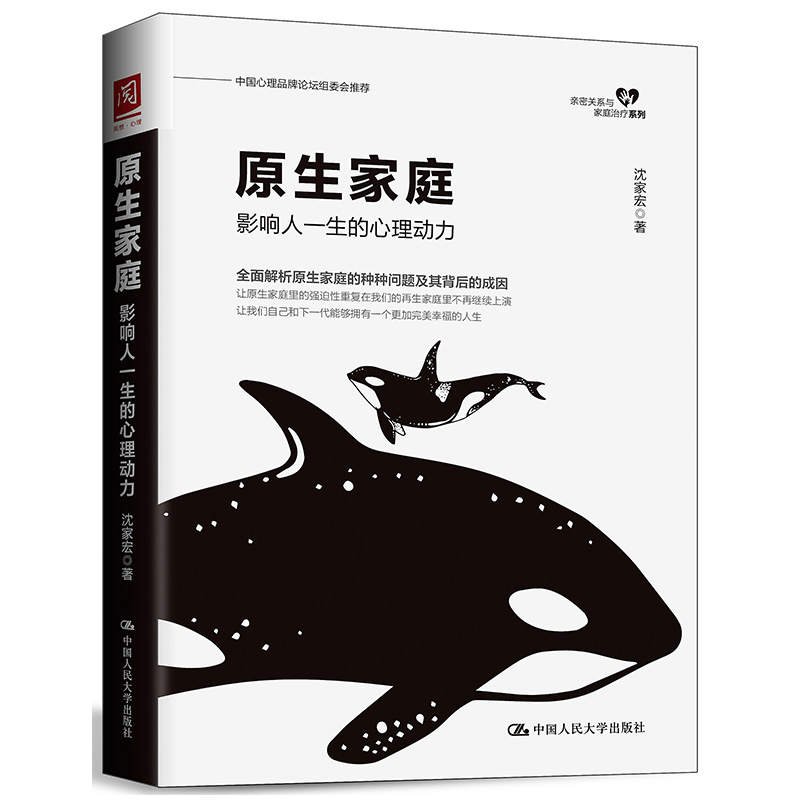 中国心理品牌论坛组委会推荐
亲密关系与
家庭治疗系列
原生家庭
影响人一生的心理动力
沈家宏◎著
全面解析原生家庭的种种问题及其背后的成因
让原生家庭里的强迫性重复在我们的再生家庭里不再继续上演
让我们自己和下一代能够拥有一个更加完美幸福的人生
中国人民大学出版社
阅
阅想·心理
原生家庭
影响人一生的心理动力
沈家宏◎著
中国人民大学出版社